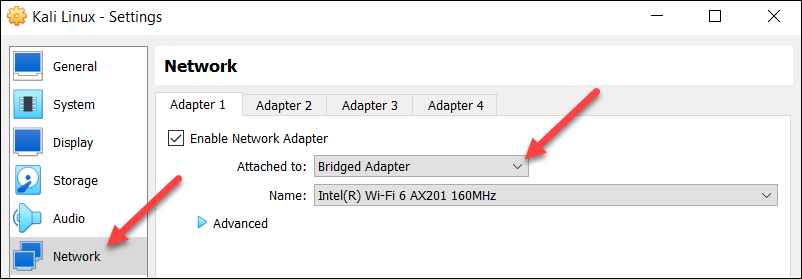 Kali Linux - Settings
General
System
Display
Storage
Audio
Network
Network
Adapter 1 Adapter 2 Adapter 3 Adapter 4
Enable Network Adapter
Attached to: Bridged Adapter
Name: Intel(R) Wi-Fi 6 AX201 160MHz
Advanced